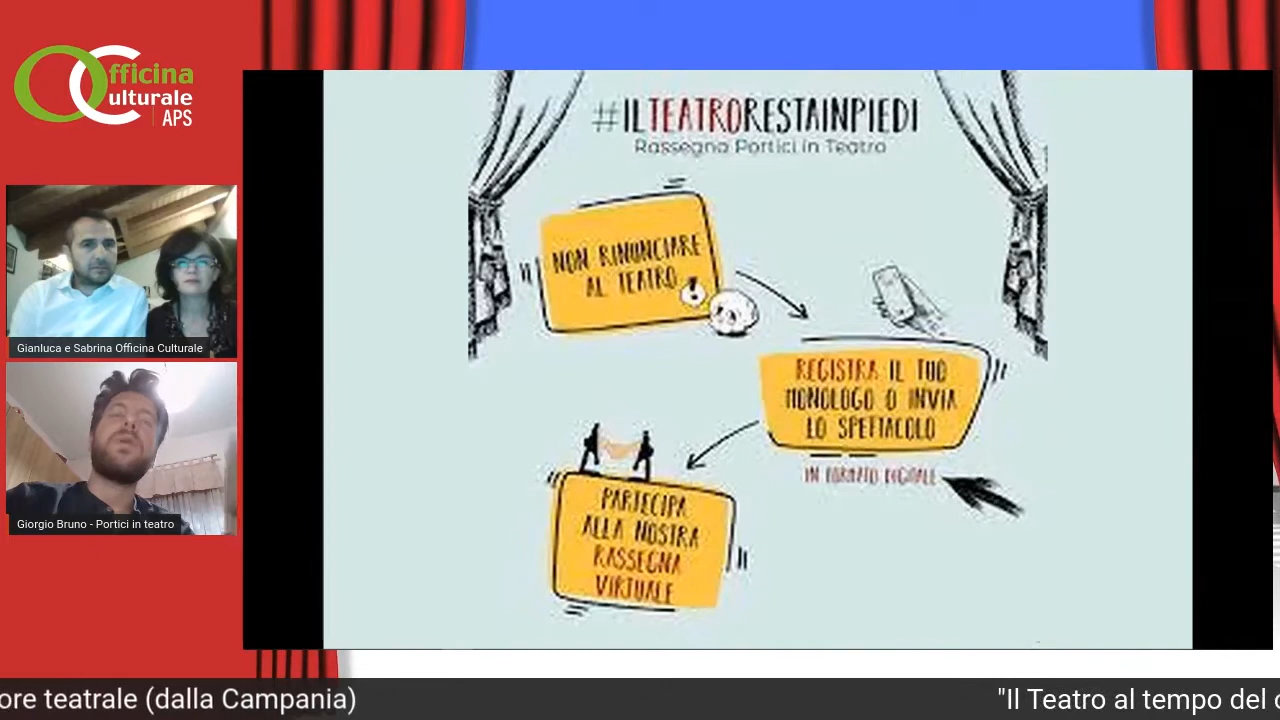 Officina
Culturale
APS
Gianluca e Sabrina Officina Culturale
Giorgio Bruno - Portici in teatro
#ILTEATRORESTAINPIEDI
Rassegna Portici in Teatro
NON RINUNCIARE
AL TEATRO
!
REGISTRA IL TUO
MONOLOGO O INVIA
LO SPETTACOLO
IN FORMATO DIGITALE
PARTECIPA
ALLA NOSTRA
RASSEGNA
VIRTUALE
ore teatrale (dalla Campania)
"Il Teatro al tempo del